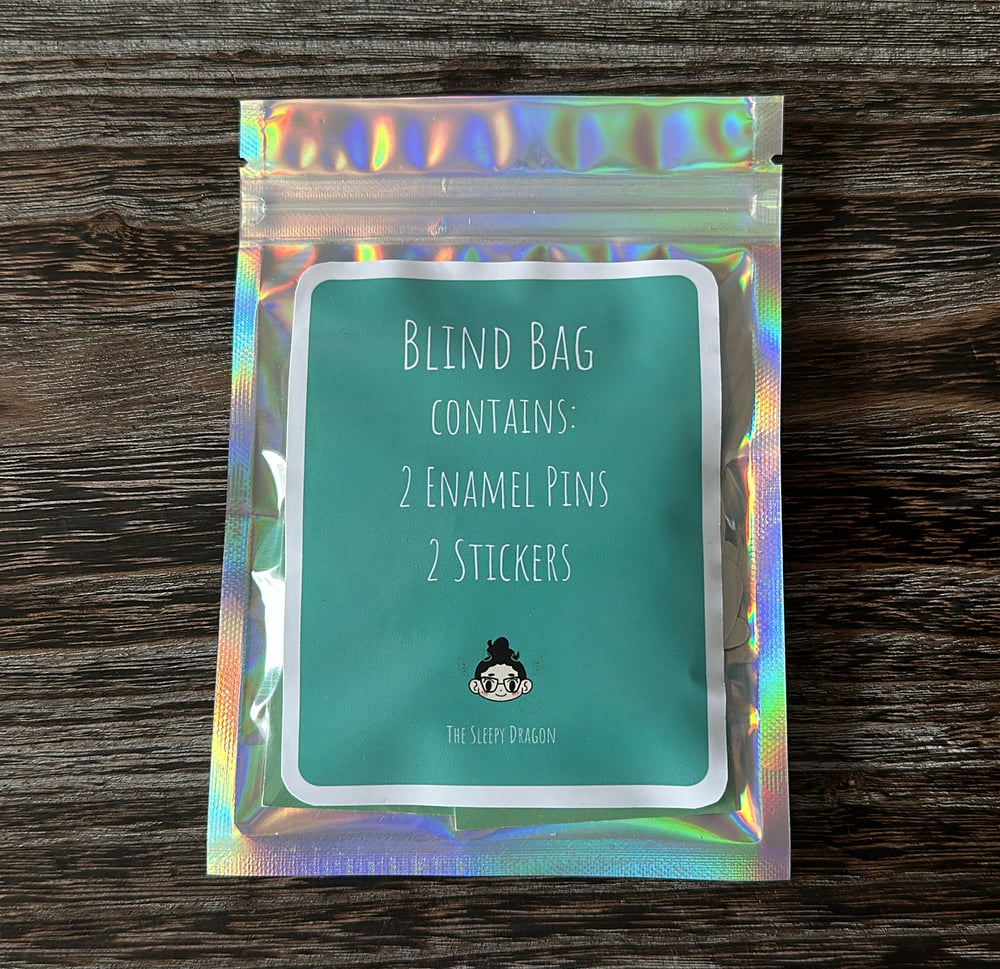 Blind Bag
contains:
2 Enamel Pins
2 Stickers
The Sleepy Dragon